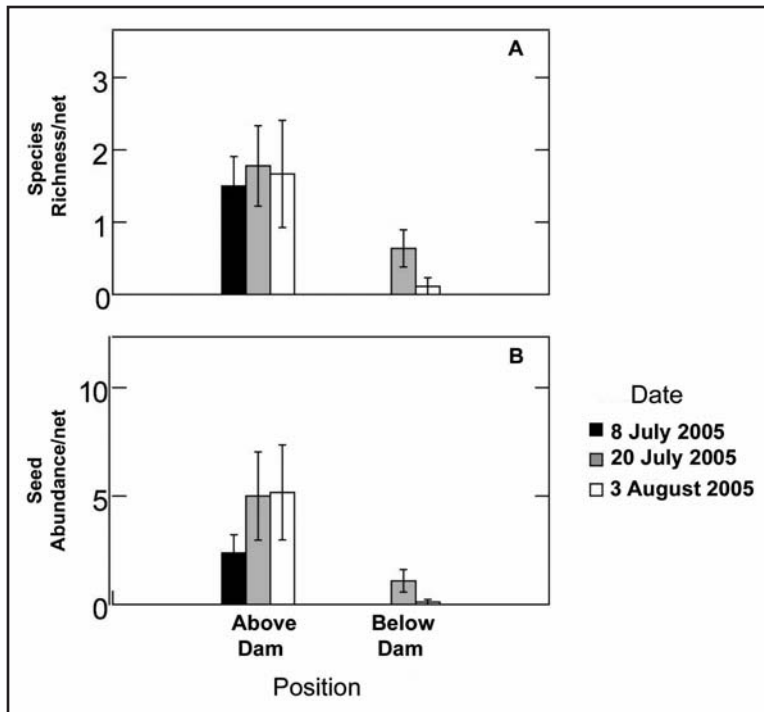 A
Species
Richness/net
3
2
1
0
B
Seed
Abundance/net
10
5
0
Above
Dam
Below
Dam
Position
Date
8 July 2005
20 July 2005
3 August 2005